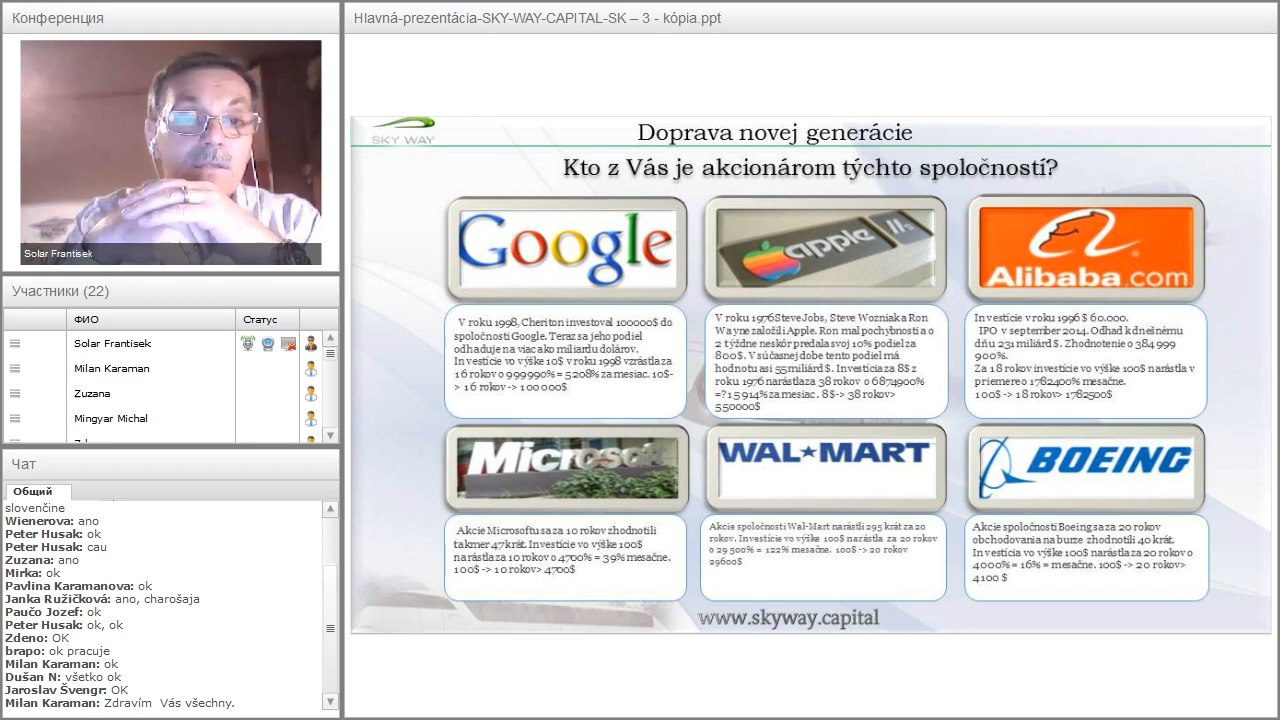 Конференция
Solar Frantisek
Участники (22)
ФИО
Статус
Solar Frantisek
Milan Karaman
Zuzana
Mingyar Michal
Чат
Общий
slovenčine
Wienerova: ano
Peter Husak: ok
Peter Husak: cau
Zuzana: ano
Mirka: ok
Pavlina Karamanova: ok
Janka Ružičková: ano, charošaja
Paučo Jozef: ok
Peter Husak: ok, ok
Zdeno: OK
brapo: ok pracuje
Milan Karaman: ok
Dušan N: všetko ok
Jaroslav Švengr: OK
Milan Karaman: Zdravím Vás všechny.
Hlavná-prezentácia-SKY-WAY-CAPITAL-SK – 3 - kópia.ppt
SKY WAY
Doprava novej generácie
Kto z Vás je akcionárom týchto spoločností?
Google
apple //e
Alibaba.com
V roku 1998, Cheriton investoval 100000$ do
spoločnosti Google. Teraz sa jeho podiel
odhaduje na viac ako miliardu dolárov.
Investície vo výške 10$ v roku 1998 vzrástla za
16 rokov o 999990% = 5208% za mesiac. 10$-
> 16 rokov -> 100 000$
V roku 1976 Steve Jobs, Steve Wozniak a Ron
Wayne založili Apple. Ron mal pochybnosti a o
2 týždne neskôr predala svoj 10% podiel za
800$. V súčasnej dobe tento podiel má
hodnotu asi 55 miliárd $. Investícia za 8$ z
roku 1976 narástla za 38 rokov o 6874900%
=?15 914% za mesiac. 8$-> 38 rokov>
550000$
Investície v roku 1996 $ 60.000.
IPO v september 2014. Odhad k dnešnému
dňu 231 miliárd $. Zhodnotenie o 384 999
900%.
Za 18 rokov investície vo výške 100$ narástla v
priemere o 1782400% mesačne.
100$ -> 18 rokov> 1782500$
Microsoft
WAL★MART
BOEING
Akcie Microsoftu sa za 10 rokov zhodnotili
takmer 47 krát. Investície vo výške 100$
narástla za 10 rokov o 4700% = 39% mesačne.
100$ -> 10 rokov> 4700$
Akcie spoločnosti Wal-Mart narástli 295 krát za 20
rokov. Investície vo výške 100$ narástla za 20 rokov
o 29 500% = 122% mesačne. 100$ -> 20 rokov
29600$
Akcie spoločnosti Boeing sa za 20 rokov
obchodovania na burze zhodnotili 40 krát.
Investícia vo výške 100$ narástla za 20 rokov o
4000% = 16% = mesačne. 100$ -> 20 rokov>
4100 $
www.skyway.capital